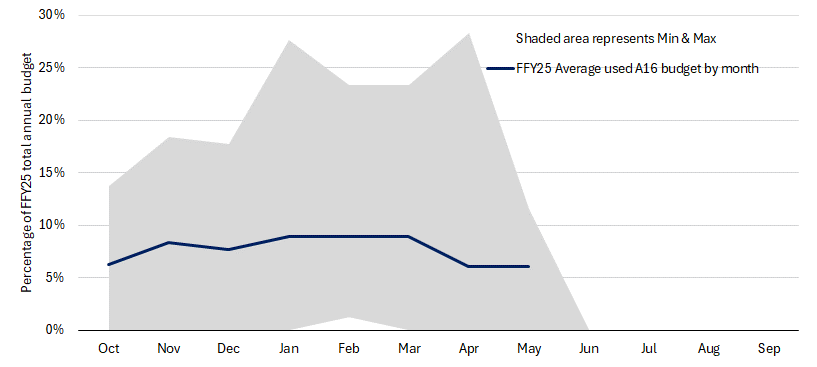 30%
Shaded area represents Min & Max
25%
FFY25 Average used A16 budget by month
20%
15%
10%
5%
0%
Percentage of FFY25 total annual budget
Oct Nov Dec Jan Feb Mar Apr May Jun Jul Aug Sep